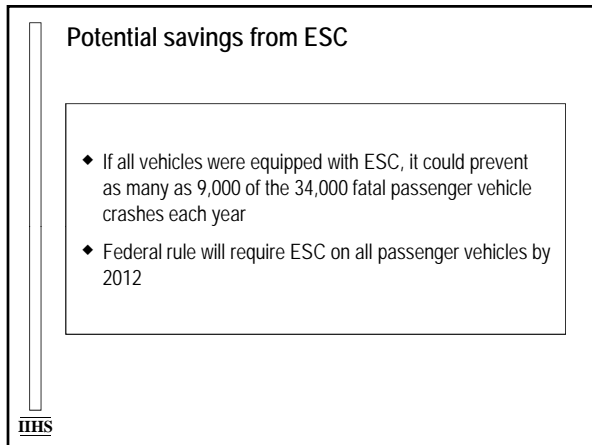 Potential savings from ESC
◆ If all vehicles were equipped with ESC, it could prevent
as many as 9,000 of the 34,000 fatal passenger vehicle
crashes each year
◆ Federal rule will require ESC on all passenger vehicles by
2012
IIHS